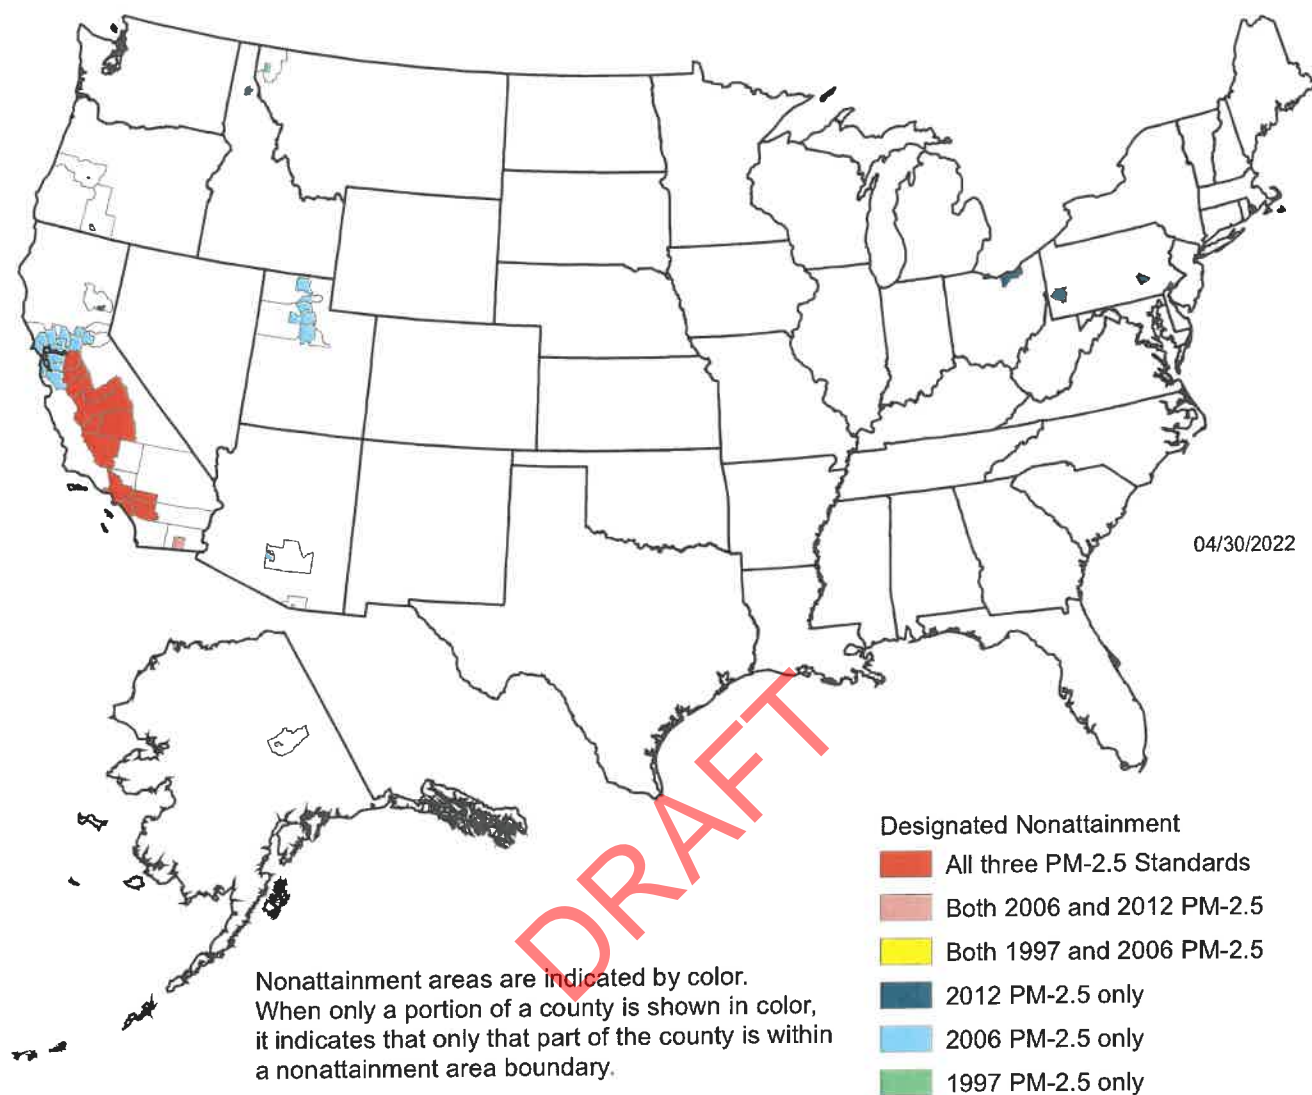 04/30/2022
DRAFT
Designated Nonattainment
All three PM-2.5 Standards
Both 2006 and 2012 PM-2.5
Both 1997 and 2006 PM-2.5
2012 PM-2.5 only
2006 PM-2.5 only
1997 PM-2.5 only
Nonattainment areas are indicated by color.
When only a portion of a county is shown in color,
it indicates that only that part of the county is within
a nonattainment area boundary.